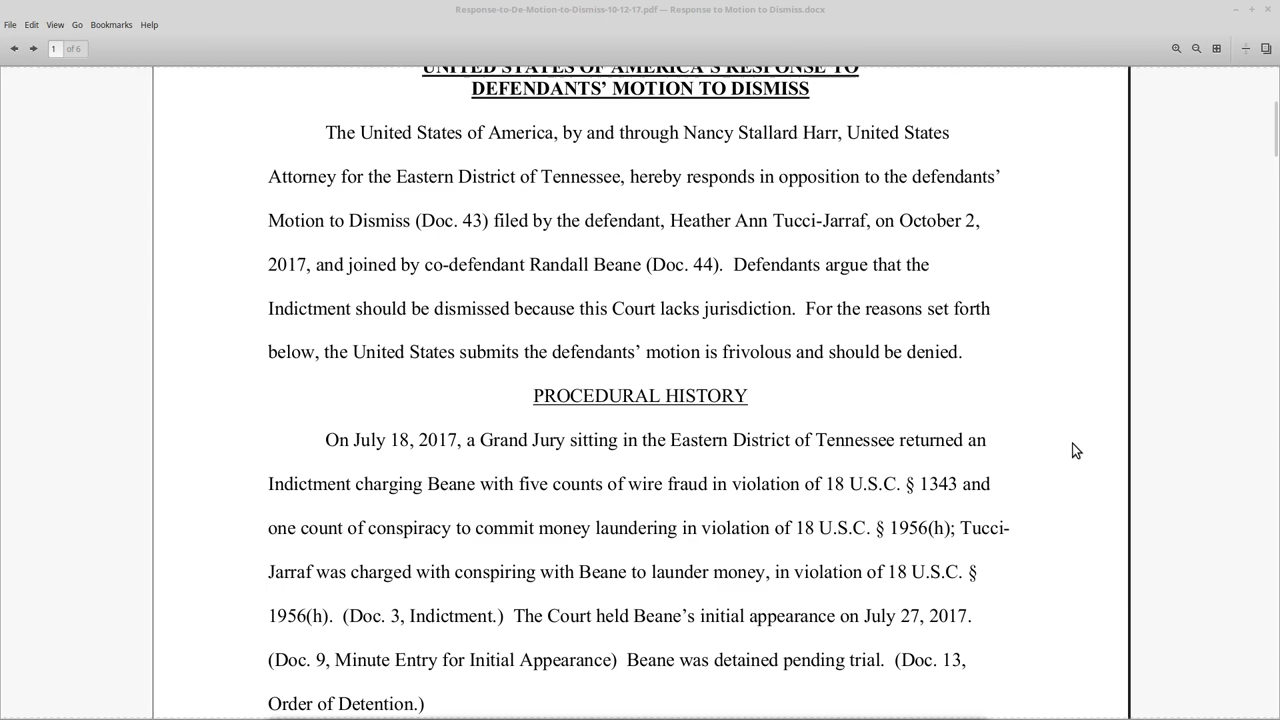 Response-to-De-Motion-to-Dismiss-10-12-17.pdf — Response to Motion to Dismiss.docx
File Edit View Go Bookmarks Help
1 of 6
UNITED STATES OF AMERICA'S RESPONSE TO
DEFENDANTS’ MOTION TO DISMISS
The United States of America, by and through Nancy Stallard Harr, United States
Attorney for the Eastern District of Tennessee, hereby responds in opposition to the defendants’
Motion to Dismiss (Doc. 43) filed by the defendant, Heather Ann Tucci-Jarraf, on October 2,
2017, and joined by co-defendant Randall Beane (Doc. 44).  Defendants argue that the
Indictment should be dismissed because this Court lacks jurisdiction.  For the reasons set forth
below, the United States submits the defendants’ motion is frivolous and should be denied.
PROCEDURAL HISTORY
On July 18, 2017, a Grand Jury sitting in the Eastern District of Tennessee returned an
Indictment charging Beane with five counts of wire fraud in violation of 18 U.S.C. § 1343 and
one count of conspiracy to commit money laundering in violation of 18 U.S.C. § 1956(h); Tucci-
Jarraf was charged with conspiring with Beane to launder money, in violation of 18 U.S.C. §
1956(h).  (Doc. 3, Indictment.)  The Court held Beane’s initial appearance on July 27, 2017.
(Doc. 9, Minute Entry for Initial Appearance)  Beane was detained pending trial.  (Doc. 13,
Order of Detention.)